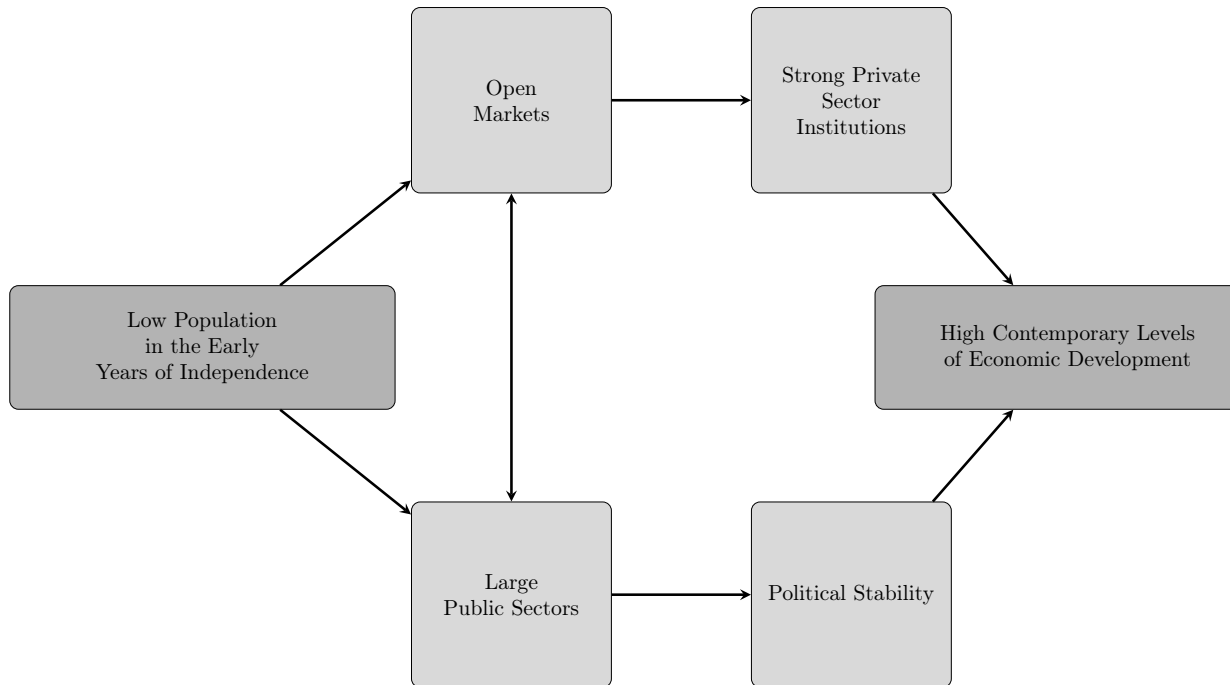 Open
Markets
Strong Private
Sector
Institutions
Low Population
in the Early
Years of Independence
High Contemporary Levels
of Economic Development
Large
Public Sectors
Political Stability